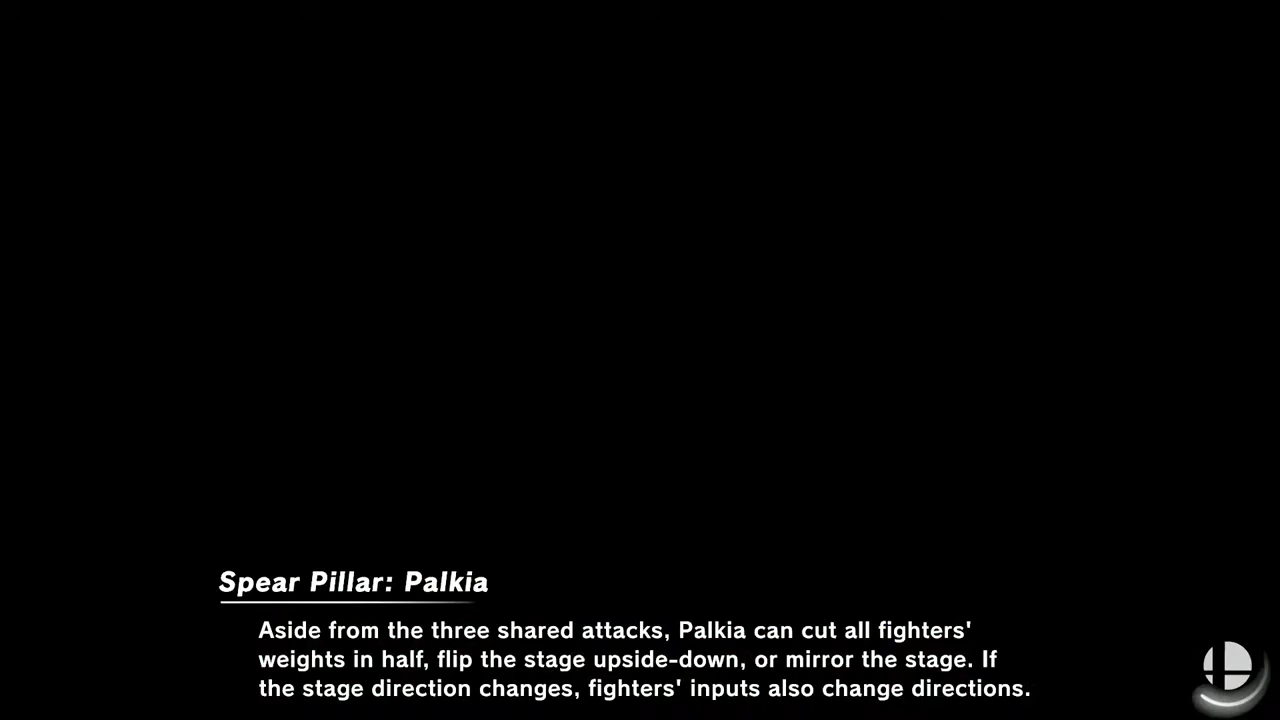 Spear Pillar: Palkia
Aside from the three shared attacks, Palkia can cut all fighters'
weights in half, flip the stage upside-down, or mirror the stage. If
the stage direction changes, fighters' inputs also change directions.